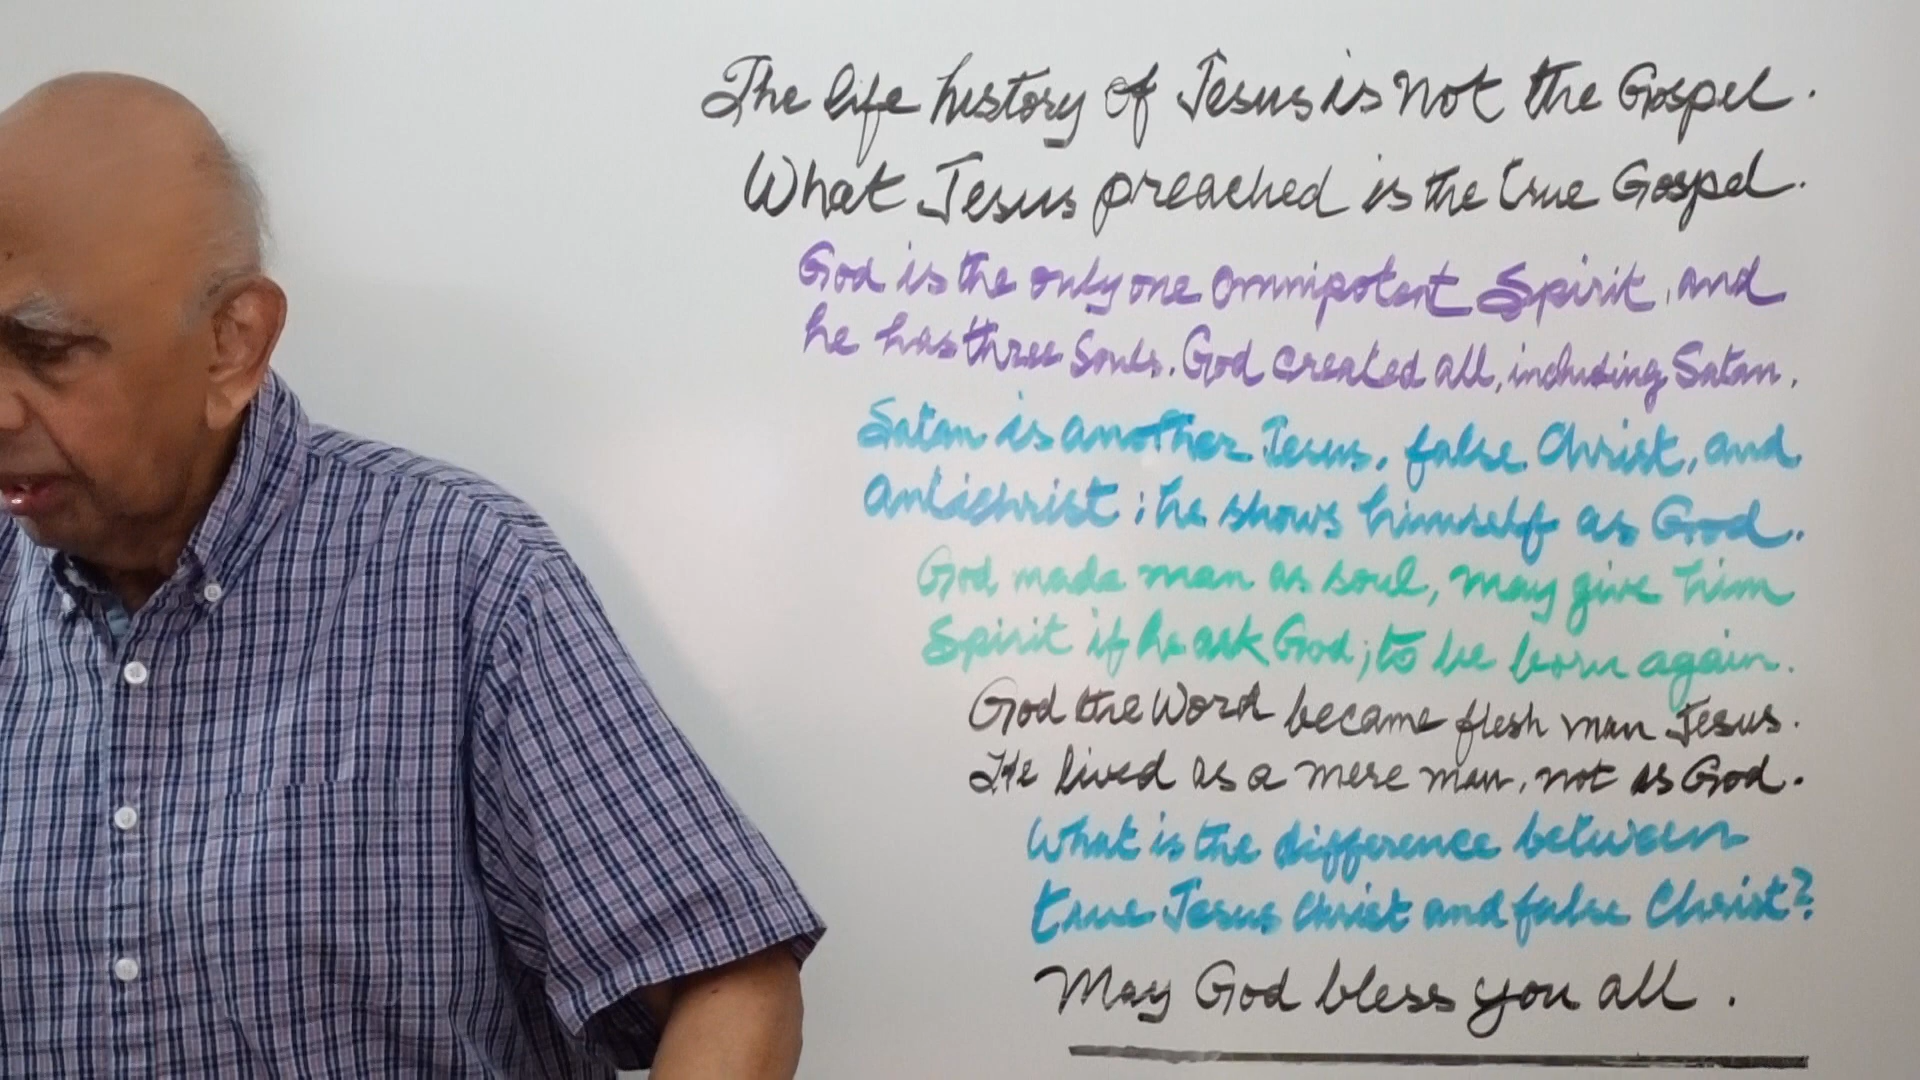 The life history of Jesus is not the Gospel.
What Jesus preached is the true Gospel.
God is the only one omnipotent Spirit, and
he has three souls. God created all, including Satan.
Satan is another Jesus, false Christ, and
Antichrist; he shows himself as God.
God made man as soul, may give him
Spirit if he ask God; to be born again.
God the Word became flesh man Jesus.
He lived as a mere man, not as God.
What is the difference between
true Jesus Christ and false Christ?
May God bless you all.